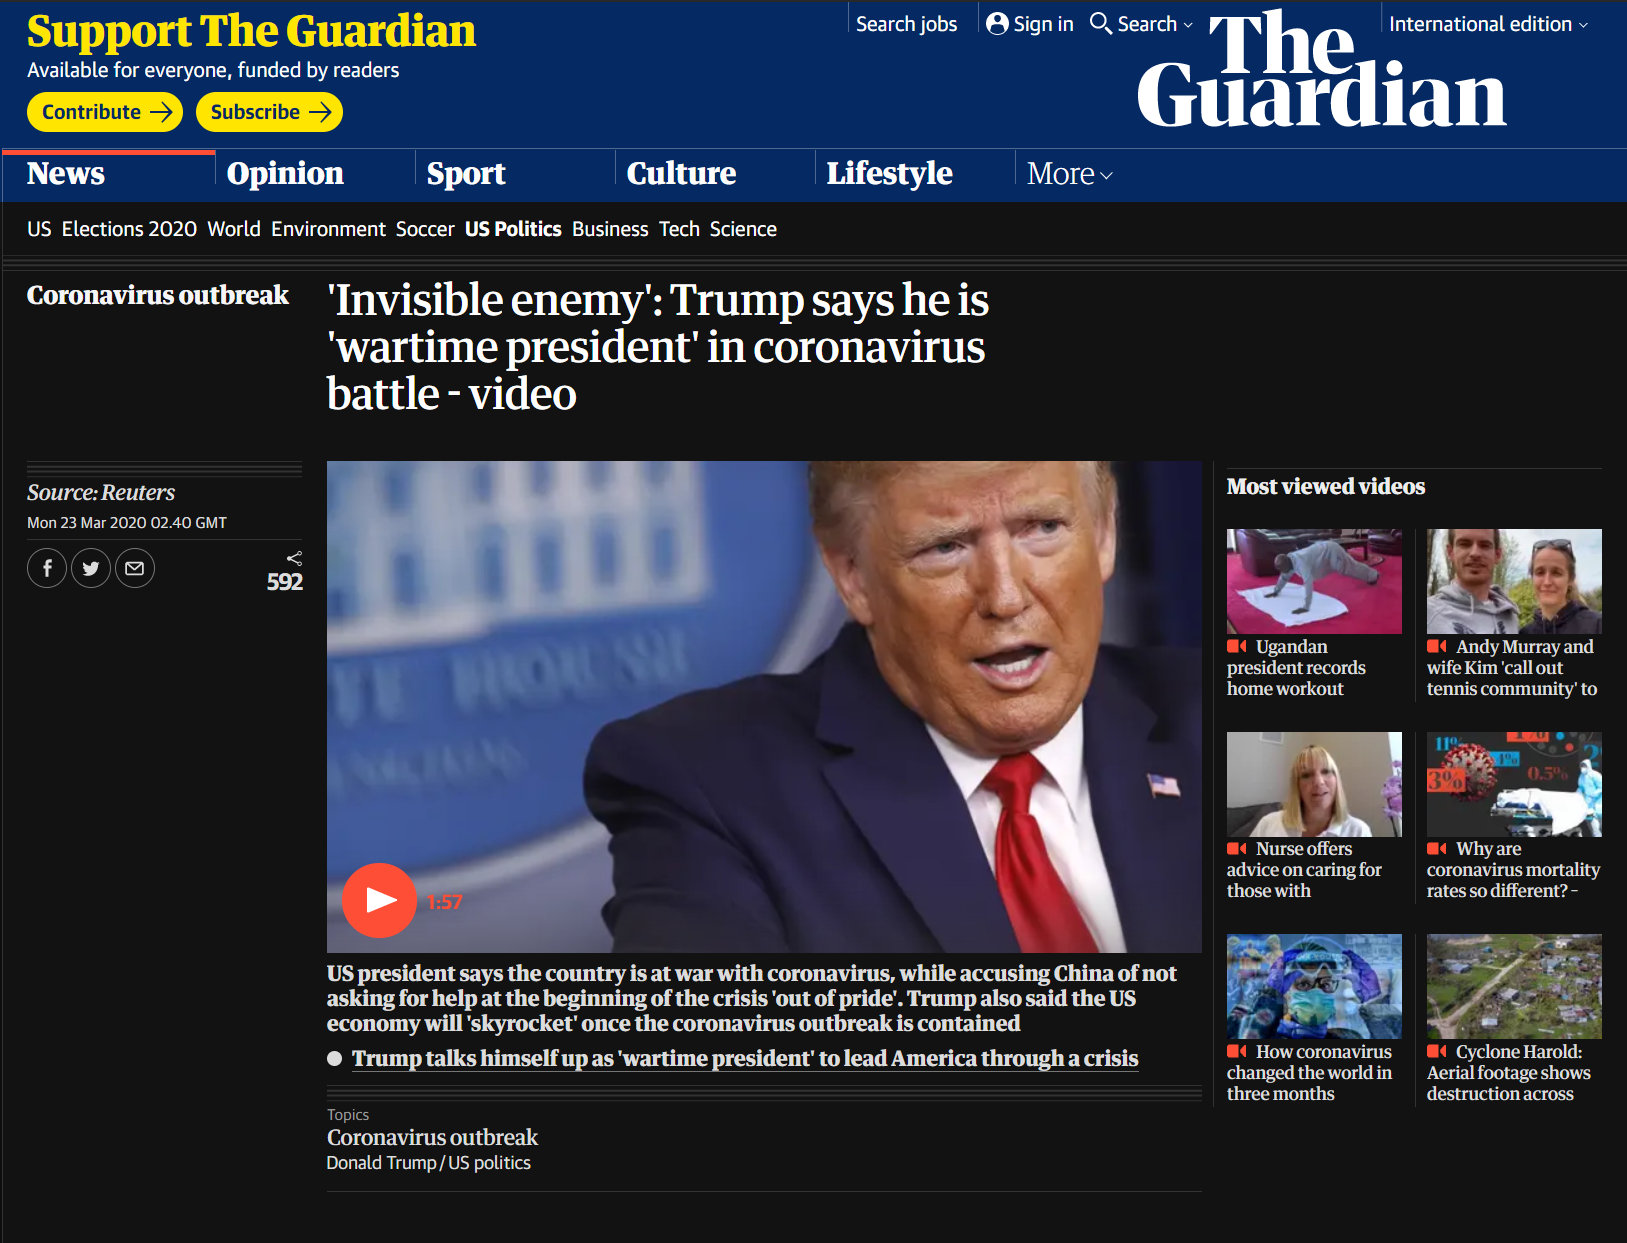 Support The Guardian
Available for everyone, funded by readers
Contribute
Subscribe
Search jobs
Sign in
Search
International edition
The
Guardian
News
Opinion
Sport
Culture
Lifestyle
More
US Elections 2020 World Environment Soccer US Politics Business Tech Science
Coronavirus outbreak
'Invisible enemy': Trump says he is
'wartime president' in coronavirus
battle - video
Source: Reuters
Mon 23 Mar 2020 02.40 GMT
592
HOUSE
1:57
US president says the country is at war with coronavirus, while accusing China of not
asking for help at the beginning of the crisis 'out of pride'. Trump also said the US
economy will 'skyrocket' once the coronavirus outbreak is contained
Trump talks himself up as 'wartime president' to lead America through a crisis
Topics
Coronavirus outbreak
Donald Trump / US politics
Most viewed videos
Ugandan
president records
home workout
Andy Murray and
wife Kim 'call out
tennis community' to
Nurse offers
advice on caring for
those with
11%
1%
3%
0.5%
Why are
coronavirus mortality
rates so different? –
How coronavirus
changed the world in
three months
Cyclone Harold:
Aerial footage shows
destruction across